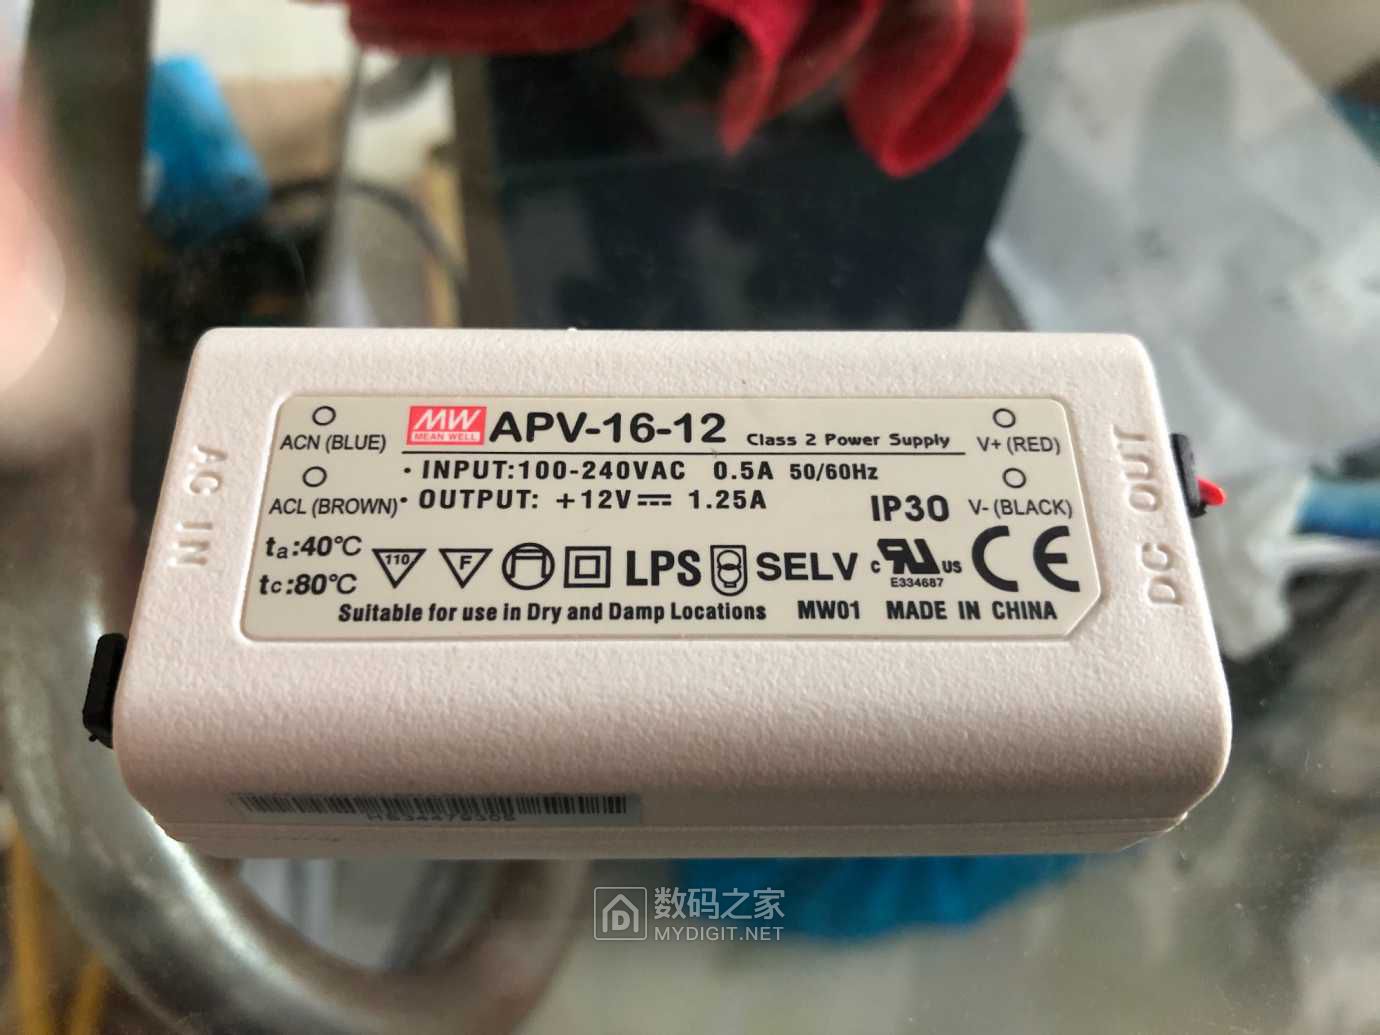 ACN (BLUE)
ACL (BROWN)
MW
MEAN WELL
APV-16-12
Class 2 Power Supply
• INPUT:100-240VAC 0.5A 50/60Hz
• OUTPUT: +12V⎓ 1.25A
IP30
V+ (RED)
V- (BLACK)
AC IN
DC OUT
ta:40°C
tc:80°C
110
F
LPS
SELV
c RU us
E334687
CE
Suitable for use in Dry and Damp Locations MW01 MADE IN CHINA
数码之家
MYDIGIT.NET